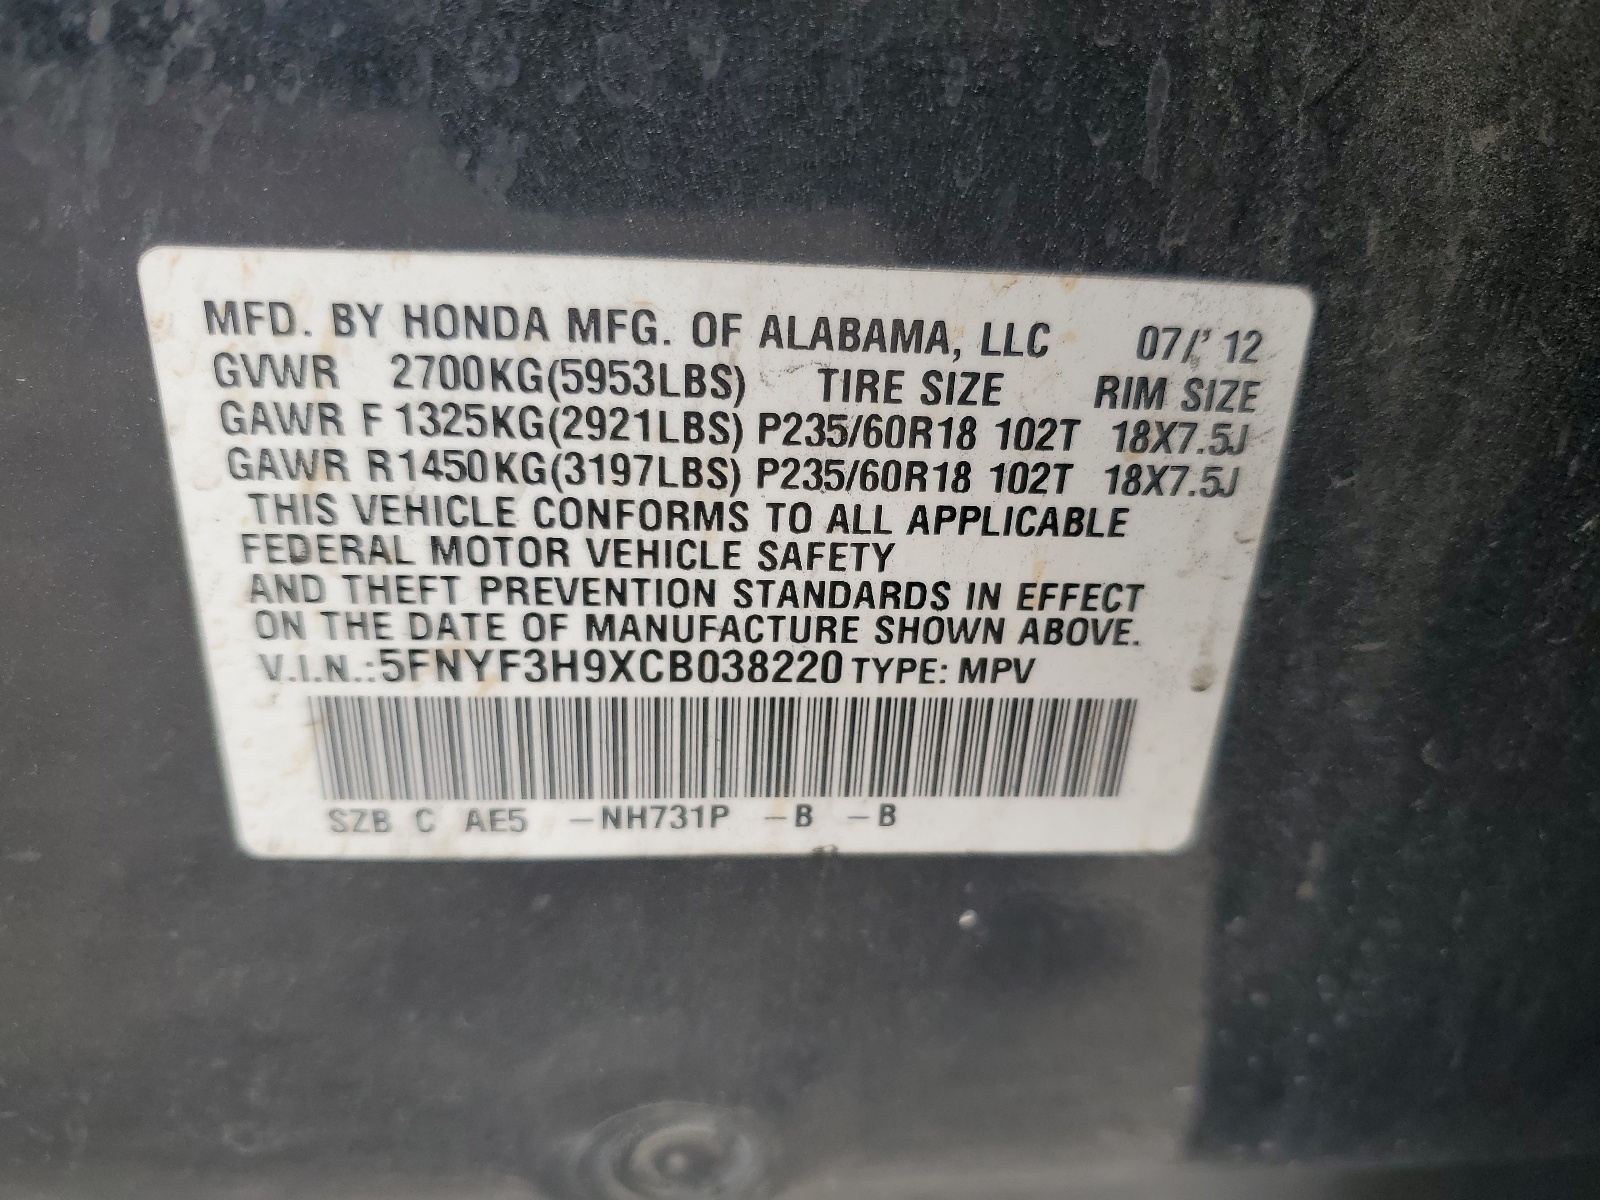 MFD. BY HONDA MFG. OF ALABAMA, LLC 07/'12
GVWR 2700KG(5953LBS) TIRE SIZE RIM SIZE
GAWR F 1325KG(2921LBS) P235/60R18 102T 18X7.5J
GAWR R1450KG(3197LBS) P235/60R18 102T 18X7.5J
THIS VEHICLE CONFORMS TO ALL APPLICABLE
FEDERAL MOTOR VEHICLE SAFETY
AND THEFT PREVENTION STANDARDS IN EFFECT
ON THE DATE OF MANUFACTURE SHOWN ABOVE.
V.I.N.:5FNYF3H9XCB038220 TYPE: MPV
SZB C AE5 –NH731P –B –B